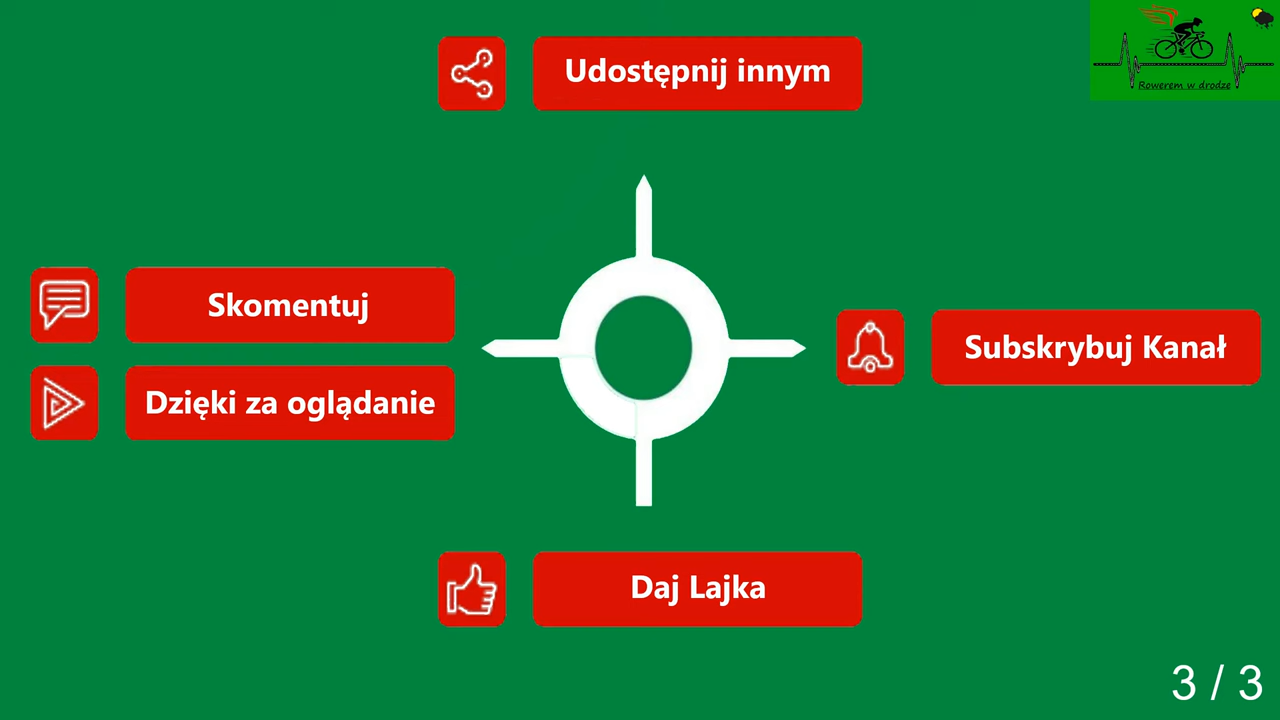 Udostępnij innym
Rowerem w drodze
Skomentuj
Dzięki za oglądanie
Subskrybuj Kanał
Daj Lajka
3 / 3